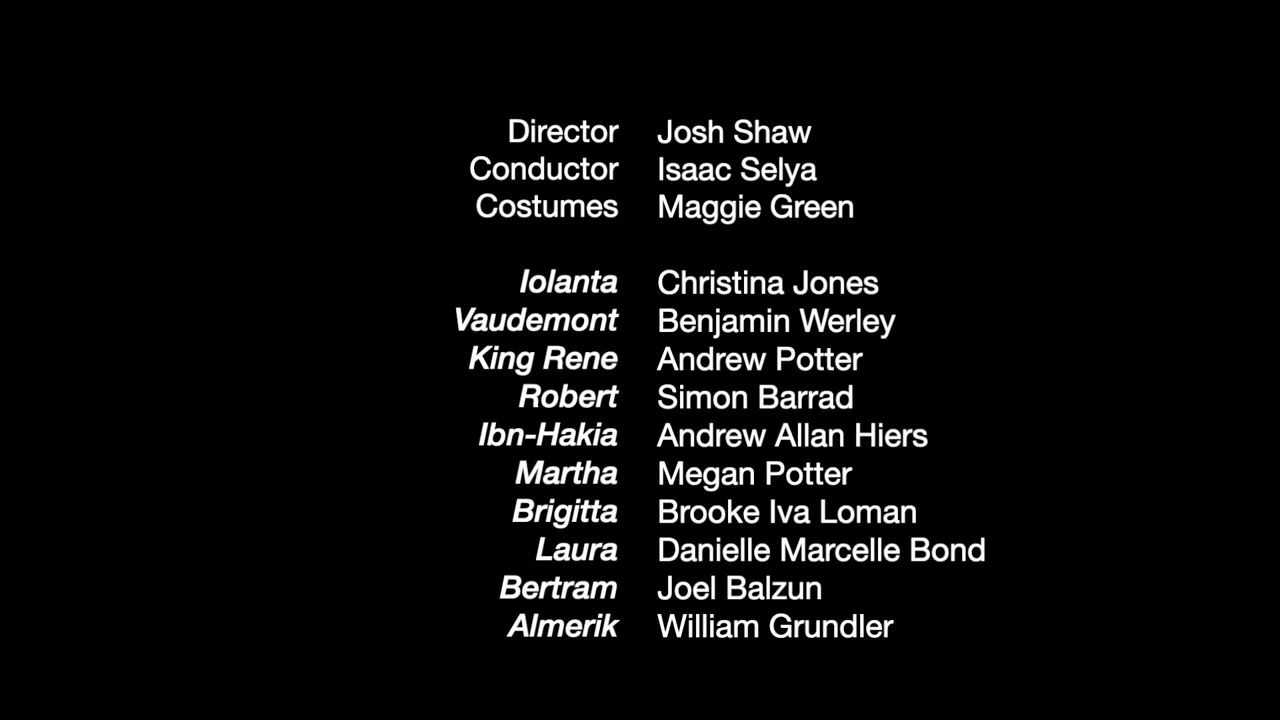 Director Josh Shaw
Conductor Isaac Selya
Costumes Maggie Green
Iolanta Christina Jones
Vaudemont Benjamin Werley
King Rene Andrew Potter
Robert Simon Barrad
Ibn-Hakia Andrew Allan Hiers
Martha Megan Potter
Brigitta Brooke Iva Loman
Laura Danielle Marcelle Bond
Bertram Joel Balzun
Almerik William Grundler